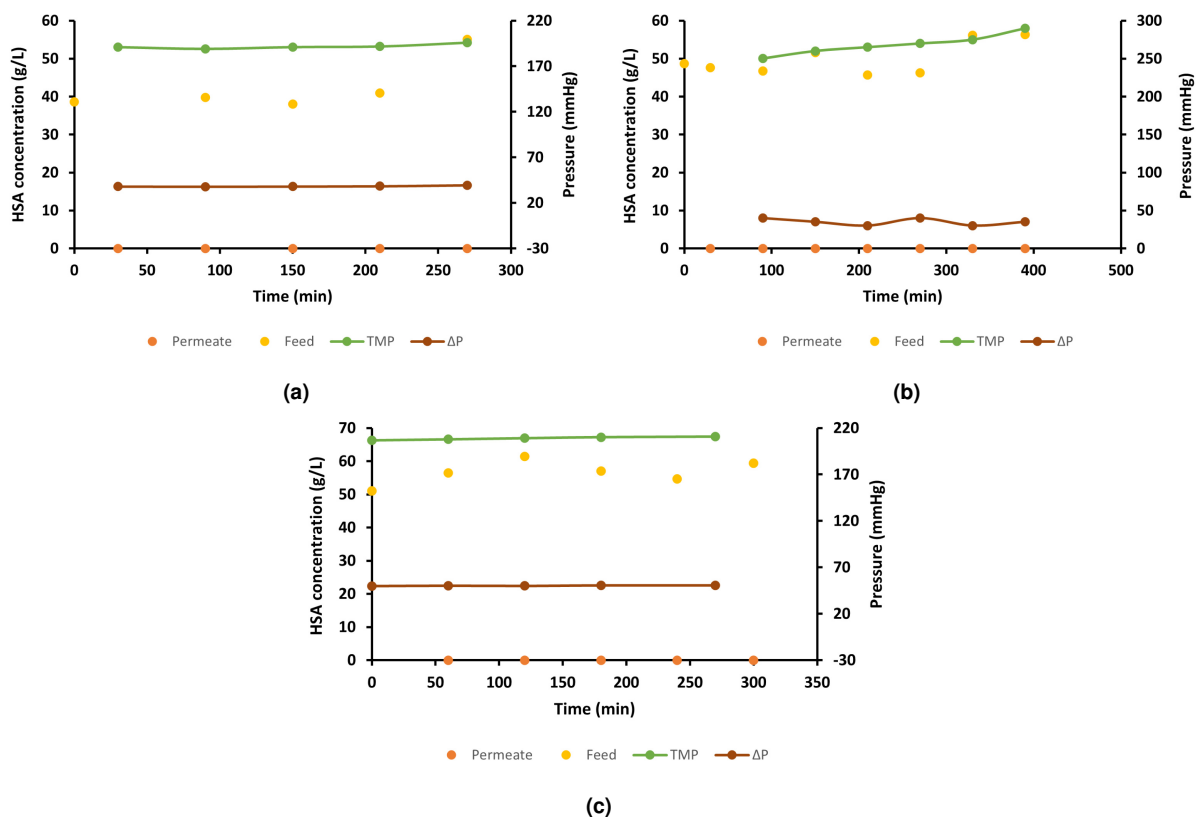 60
50
40
30
20
10
0
HSA concentration (g/L)
220
170
120
70
20
-30
Pressure (mmHg)
0 50 100 150 200 250 300
Time (min)
Permeate Feed TMP ΔP
(a)
60
50
40
30
20
10
0
HSA concentration (g/L)
300
250
200
150
100
50
0
Pressure (mmHg)
0 100 200 300 400 500
Time (min)
Permeate Feed TMP ΔP
(b)
70
60
50
40
30
20
10
0
HSA concentration (g/L)
220
170
120
70
20
-30
Pressure (mmHg)
0 50 100 150 200 250 300 350
Time (min)
Permeate Feed TMP ΔP
(c)